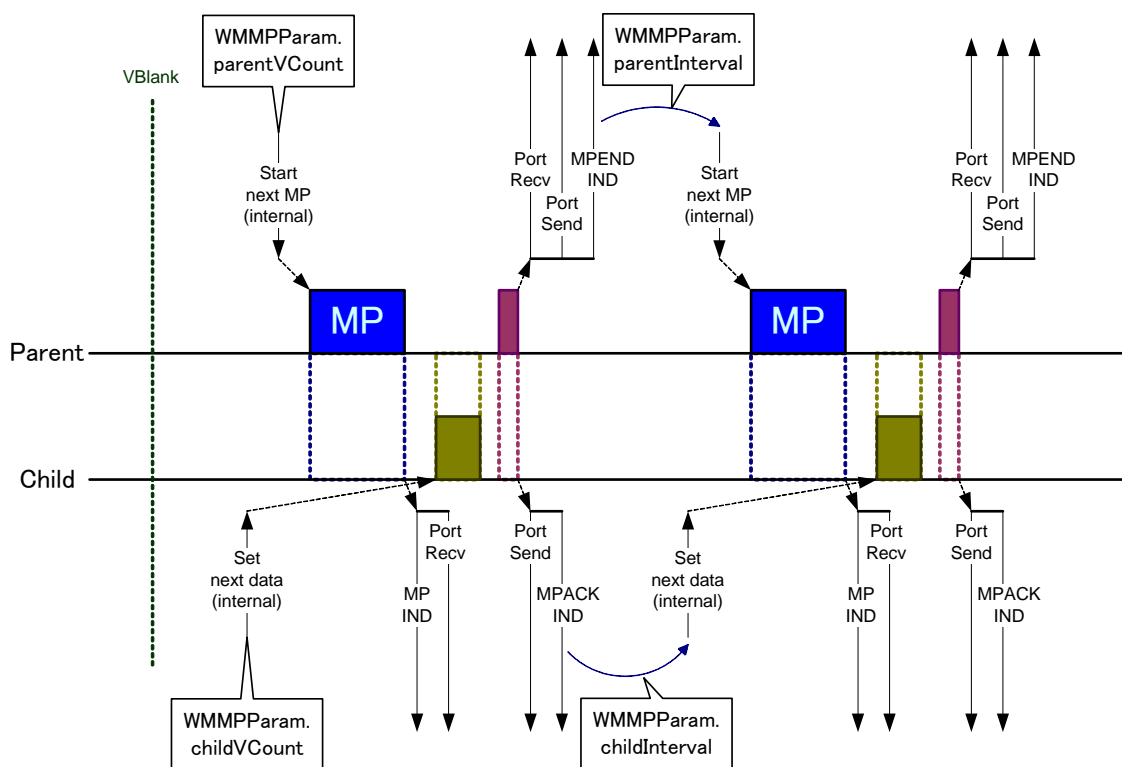 WMMPParam.
parentVCount
WMMPParam.
parentInterval
VBlank
Start
next MP
(internal)
Port
Recv
Port
Send
MPEND
IND
Start
next MP
(internal)
Port
Recv
Port
Send
MPEND
IND
MP
MP
Parent
Child
Set
next data
(internal)
MP
IND
Port
Recv
Port
Send
MPACK
IND
Set
next data
(internal)
MP
IND
Port
Recv
Port
Send
MPACK
IND
WMMPParam.
childVCount
WMMPParam.
childInterval